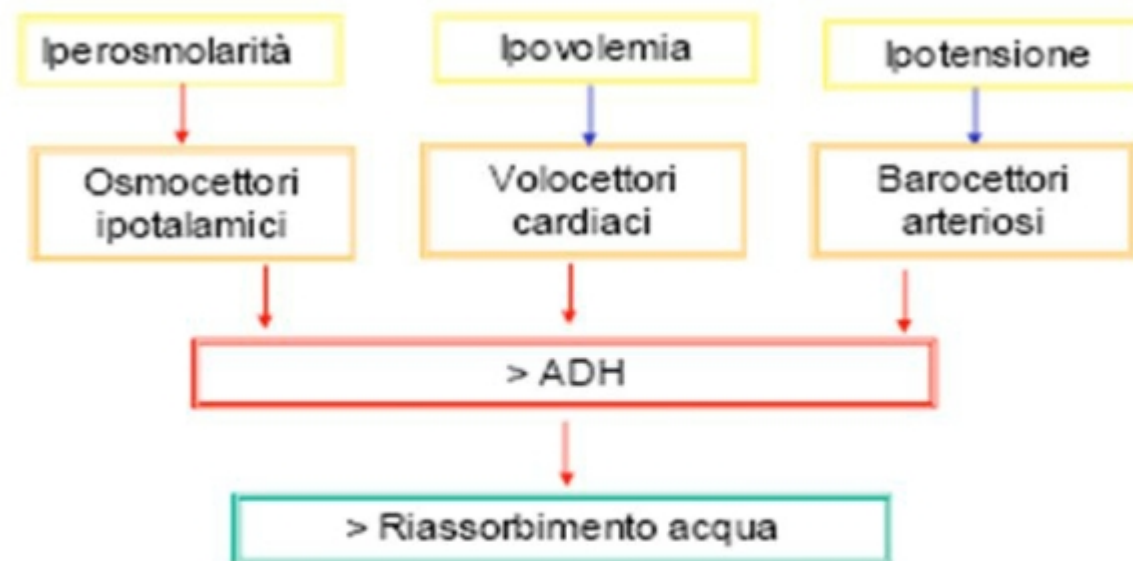 Iperosmolarità
Ipovolemia
Ipotensione
Osmocettori
ipotalamici
Volocettori
cardiaci
Barocettori
arteriosi
> ADH
> Riassorbimento acqua